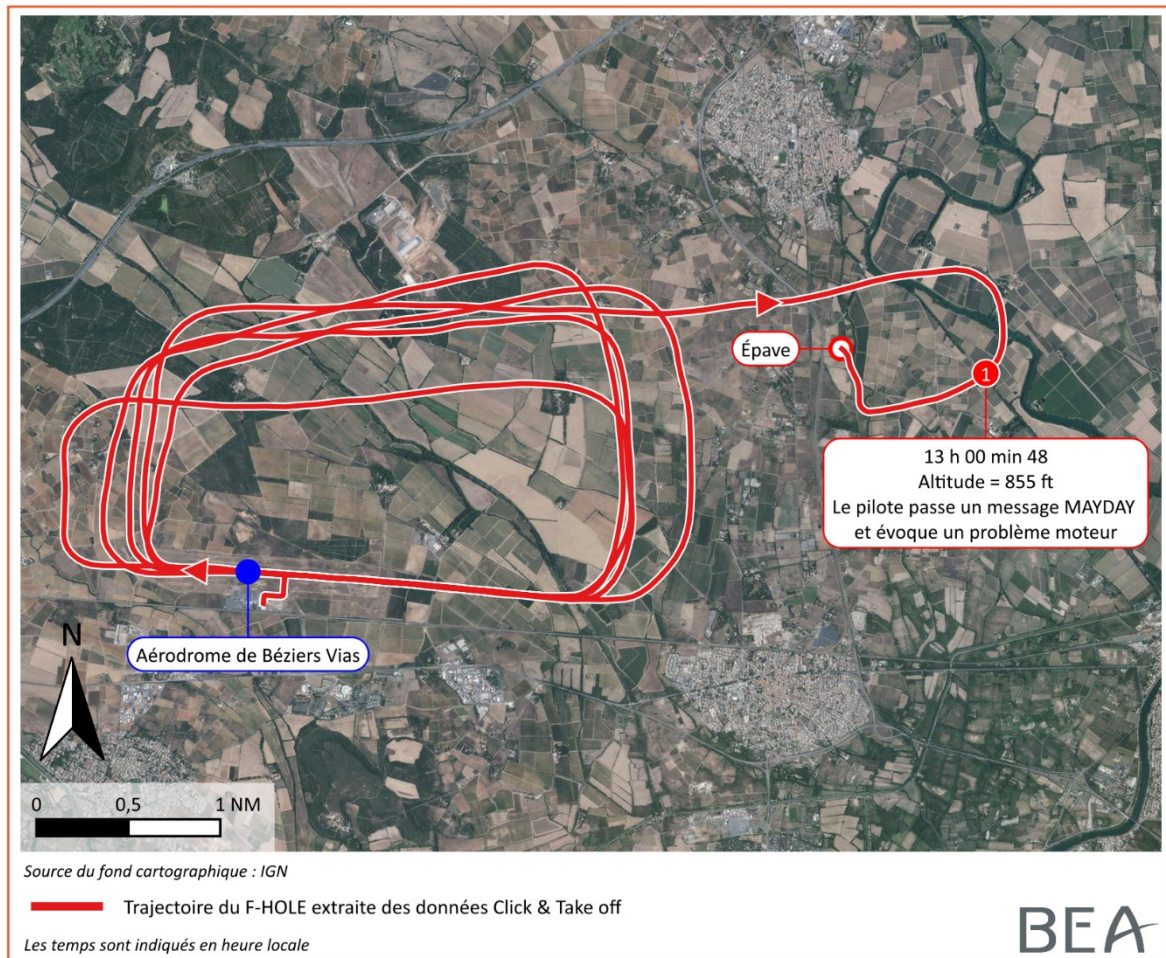 Épave
1
13 h 00 min 48
Altitude = 855 ft
Le pilote passe un message MAYDAY
et évoque un problème moteur
Aérodrome de Béziers Vias
N
0 0,5 1 NM
Source du fond cartographique : IGN
Trajectoire du F-HOLE extraite des données Click & Take off
Les temps sont indiqués en heure locale
BEA